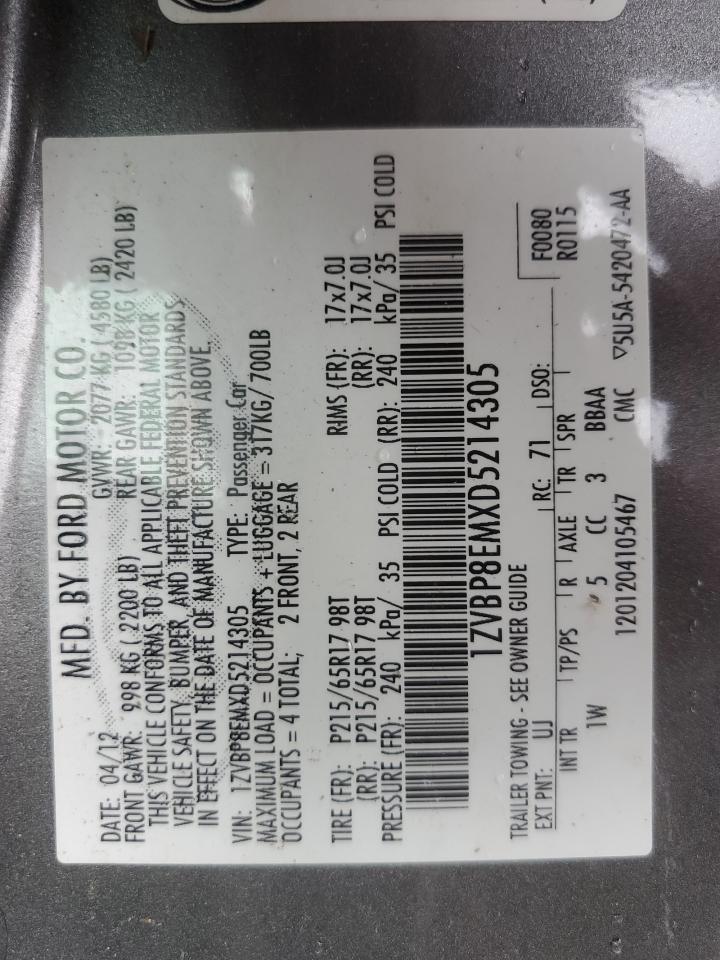 MFD. BY FORD MOTOR CO.
DATE: 04/12 GVWR: 2077 KG ( 4580 LB)
FRONT GAWR: 998 KG ( 2200 LB) REAR GAWR: 1098 KG ( 2420 LB)
THIS VEHICLE CONFORMS TO ALL APPLICABLE FEDERAL MOTOR
VEHICLE SAFETY, BUMPER, AND THEFT PREVENTION STANDARDS
IN EFFECT ON THE DATE OF MANUFACTURE SHOWN ABOVE.
VIN: 1ZVBP8EMXD5214305 TYPE: Passenger Car
MAXIMUM LOAD = OCCUPANTS + LUGGAGE = 317KG/ 700LB
OCCUPANTS = 4 TOTAL, 2 FRONT, 2 REAR
TIRE (FR): P215/65R17 98T RIMS (FR): 17x7.0J
(RR): P215/65R17 98T (RR): 17x7.0J
PRESSURE (FR): 240 kPa/ 35 PSI COLD (RR): 240 kPa/ 35 PSI COLD
1ZVBP8EMXD5214305
TRAILER TOWING - SEE OWNER GUIDE
EXT PNT: UJ RC: 71 DSO: F0080
R0115
INT TR TP/PS R AXLE TR SPR
1W 5 CC 3 BBAA
1201204105467 CMC ▽5U5A-5420472-AA